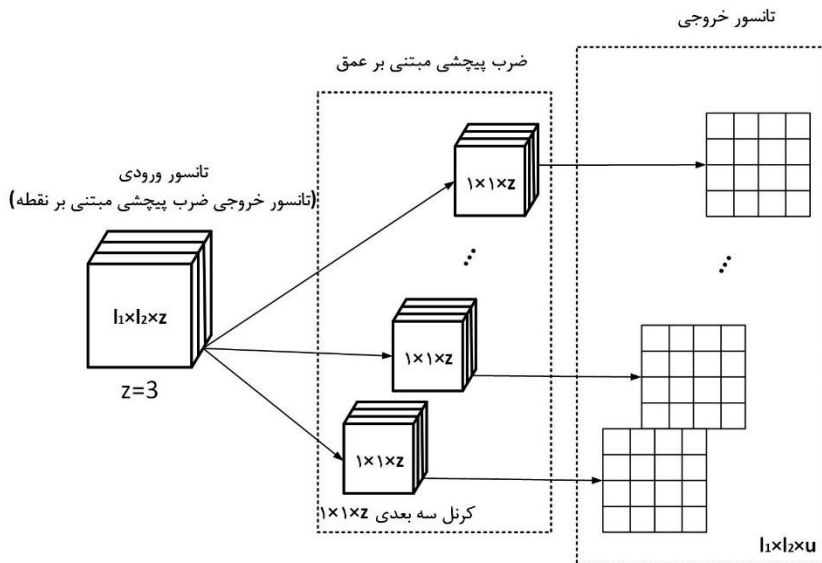 تانسور خروجی
ضرب پیچشی مبتنی بر عمق
تانسور ورودی
(تانسور خروجی ضرب پیچشی مبتنی بر نقطه)
۱×۱×z
l₁×l₂×z
z=3
۱×۱×z
۱×۱×z
کرنل سه بعدی ۱×۱×z
l₁×l₂×u